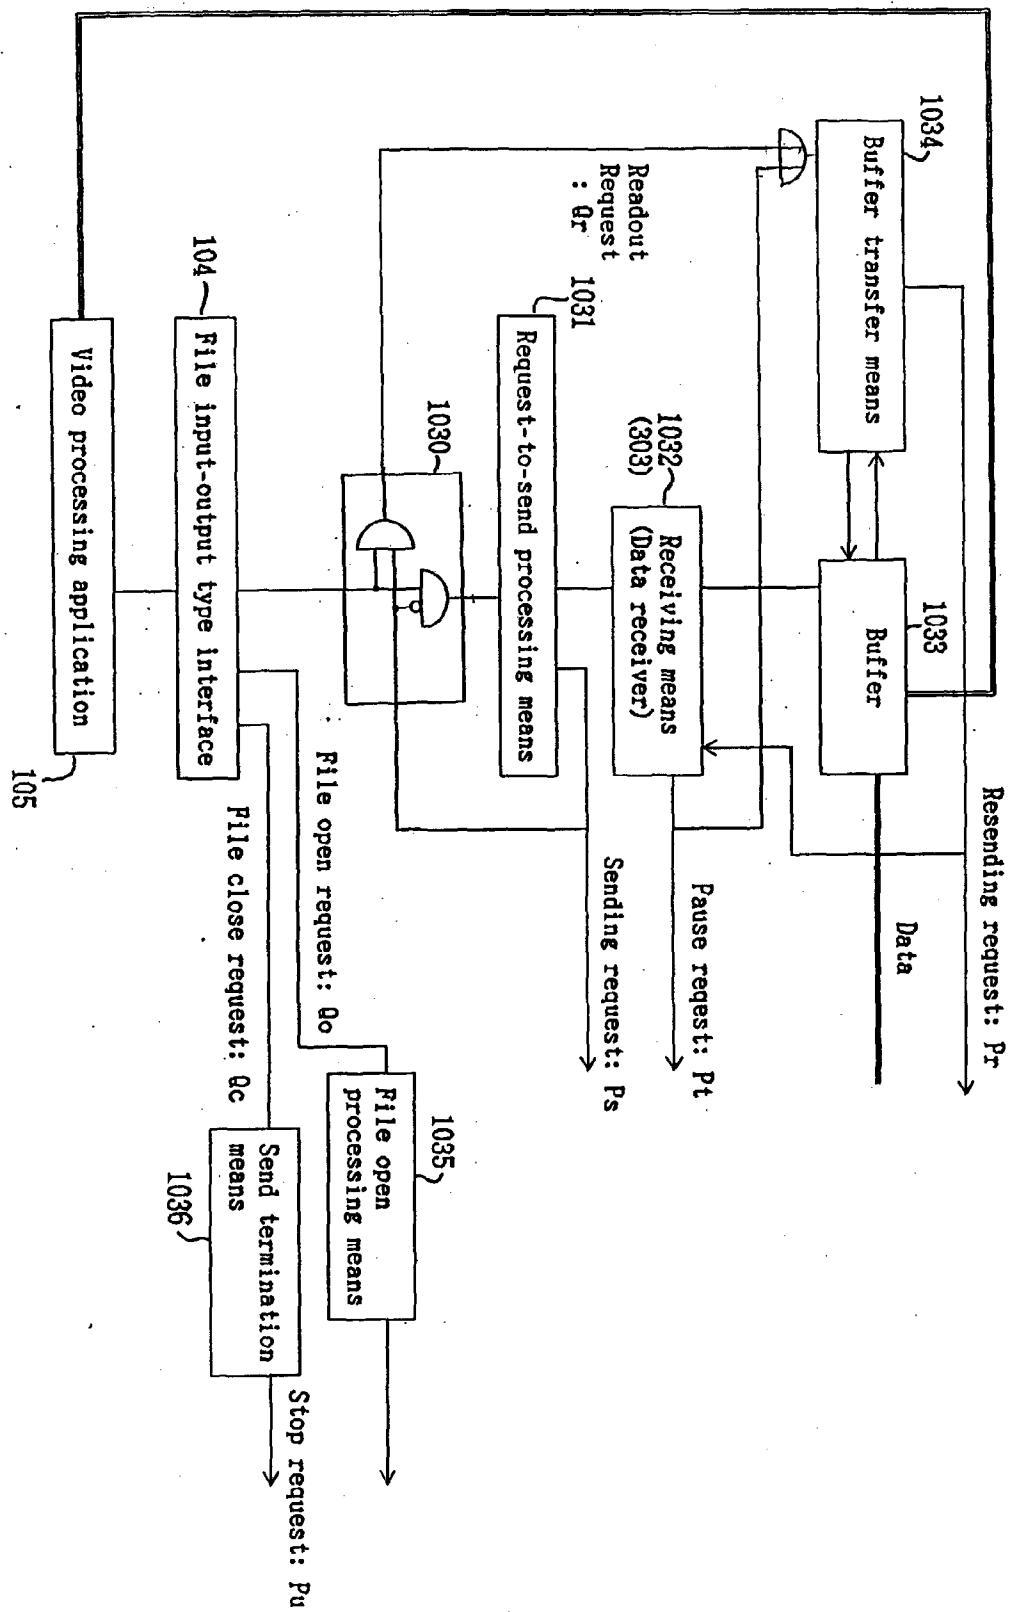 1034
Buffer transfer means
1033
Buffer
Resending request: Pr
Data
Readout
Request
: Qr
1031
Request-to-send processing means
1032
(303)
Receiving means
(Data receiver)
Pause reqest: Pt
Sending request: Ps
1030
104
File input-output type interface
Video processing application
105
File open request: Qo
File close request: Qc
1035
File open
processing means
Send termination
means
1036
Stop request: Pu